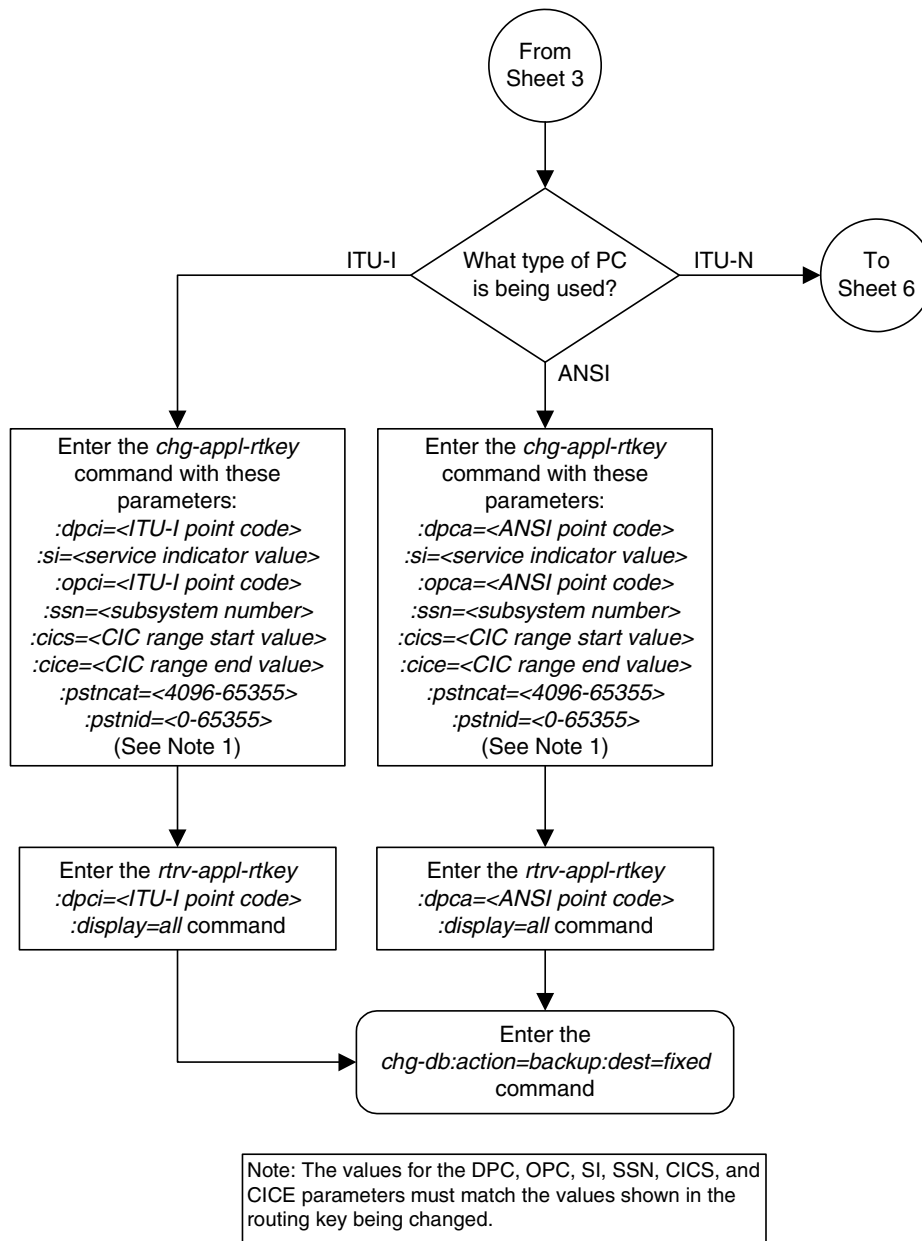 From
Sheet 3
ITU-I
What type of PC
is being used?
ITU-N
To
Sheet 6
ANSI
Enter the chg-appl-rtkey
command with these
parameters:
:dpci=<ITU-I point code>
:si=<service indicator value>
:opci=<ITU-I point code>
:ssn=<subsystem number>
:cics=<CIC range start value>
:cice=<CIC range end value>
:pstncat=<4096-65355>
:pstnid=<0-65355>
(See Note 1)
Enter the chg-appl-rtkey
command with these
parameters:
:dpca=<ANSI point code>
:si=<service indicator value>
:opca=<ANSI point code>
:ssn=<subsystem number>
:cics=<CIC range start value>
:cice=<CIC range end value>
:pstncat=<4096-65355>
:pstnid=<0-65355>
(See Note 1)
Enter the rtrv-appl-rtkey
:dpci=<ITU-I point code>
:display=all command
Enter the rtrv-appl-rtkey
:dpca=<ANSI point code>
:display=all command
Enter the
chg-db:action=backup:dest=fixed
command
Note: The values for the DPC, OPC, SI, SSN, CICS, and
CICE parameters must match the values shown in the
routing key being changed.